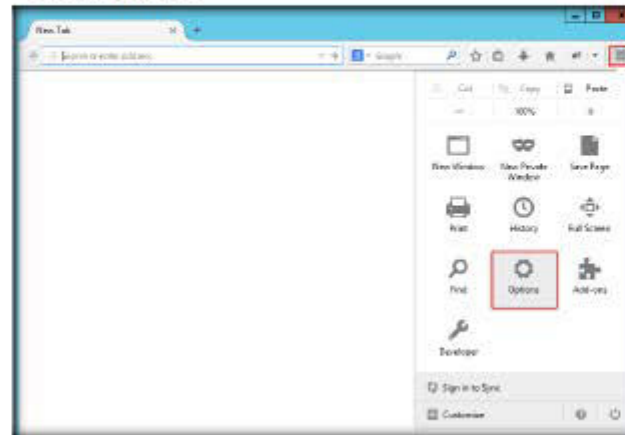 New Tab
Search or enter address
Google
Cut Copy Paste
100%
New Window New Private Window Save Page
Print History Full Screen
Find Options Add-ons
Developer
Sign in to Sync
Customize